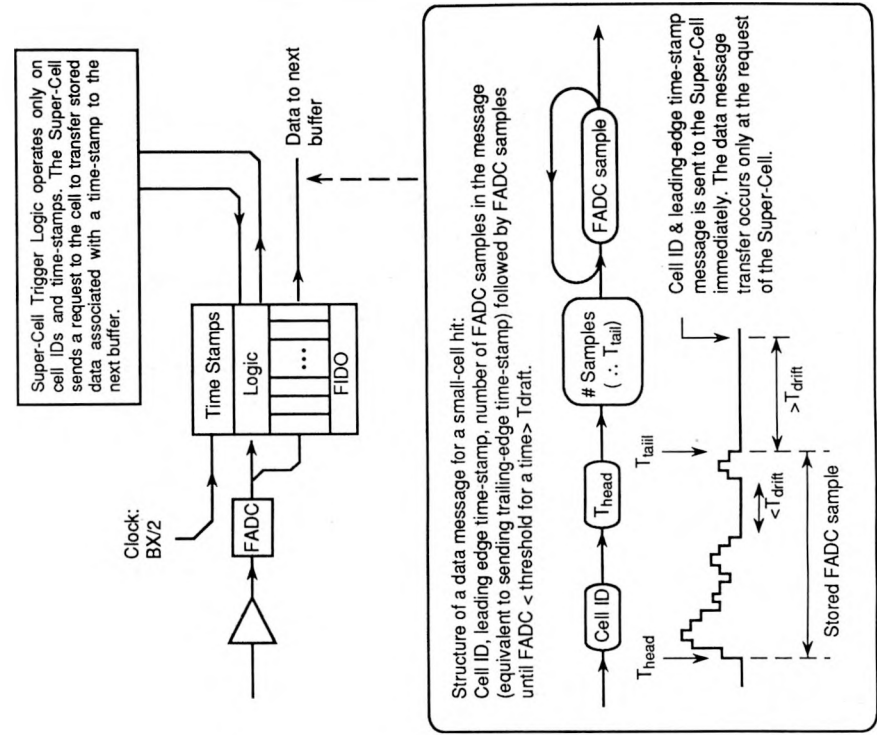 Super-Cell Trigger Logic operates only on
cell IDs and time-stamps. The Super-Cell
sends a request to the cell to transfer stored
data associated with a time-stamp to the
next buffer.
Clock:
BX/2
FADC
Time Stamps
Logic
...
FIDO
Data to next
buffer
Structure of a data message for a small-cell hit:
Cell ID, leading edge time-stamp, number of FADC samples in the message
(equivalent to sending trailing-edge time-stamp) followed by FADC samples
until FADC < threshold for a time> Tdraft.
Cell ID
Thead
# Samples
( ∴ Ttail)
FADC sample
Thead
Ttaiil
<Tdrift
>Tdrift
Stored FADC sample
Cell ID & leading-edge time-stamp
message is sent to the Super-Cell
immediately. The data message
transfer occurs only at the request
of the Super-Cell.